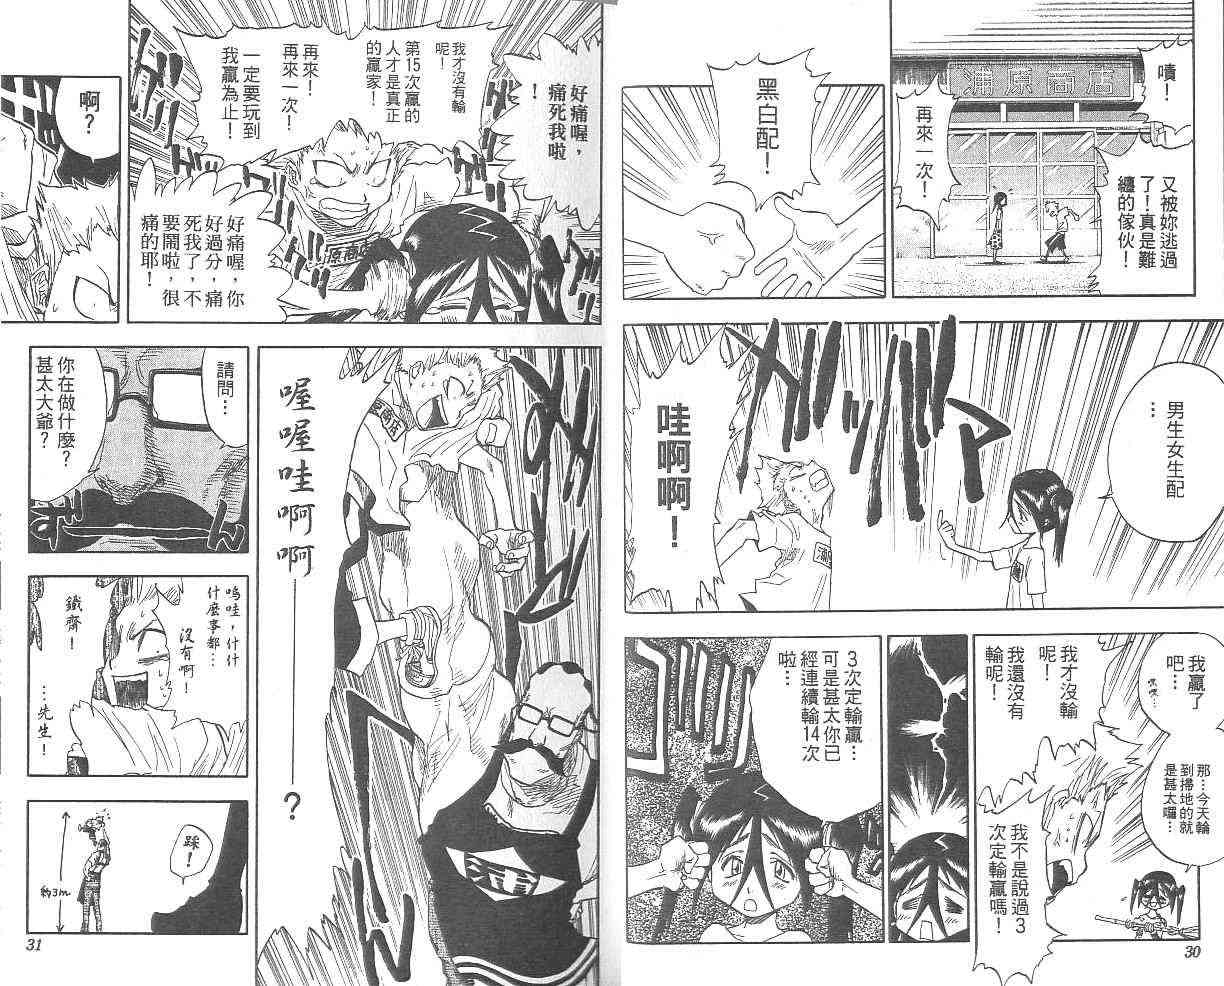 浦原商店
嘖！
又被妳逃過
了！真是難
纏的傢伙！
再來一次！
黑白配！
男生女生配
…
哇啊啊！
我贏了
吧…
嘿嘿…
那…今天輪
到掃地的就
是甚太囉…
我才沒輸
呢！
我還沒有
輸呢！
我不是說過3
次定輸贏嗎！
3次定輸贏…
可是甚太你已
經連續輸14次
啦…
30
好痛喔，
痛死我啦
！
我才沒有輸
呢！
第15次贏的
人才是真正
的贏家！
再來！
再來一次！
一定要玩到
我贏為止！
原商店
好痛喔，你
好過分，痛
死我了，不
要鬧啦，很
痛的耶！
啊？
喔喔哇啊啊
？
商店
請問…
你在做什麼？
甚太大爺？
嗚哇，什什
什麼事都…
沒有啊！
鐵齋！
…先生！
踩！
約3m
31